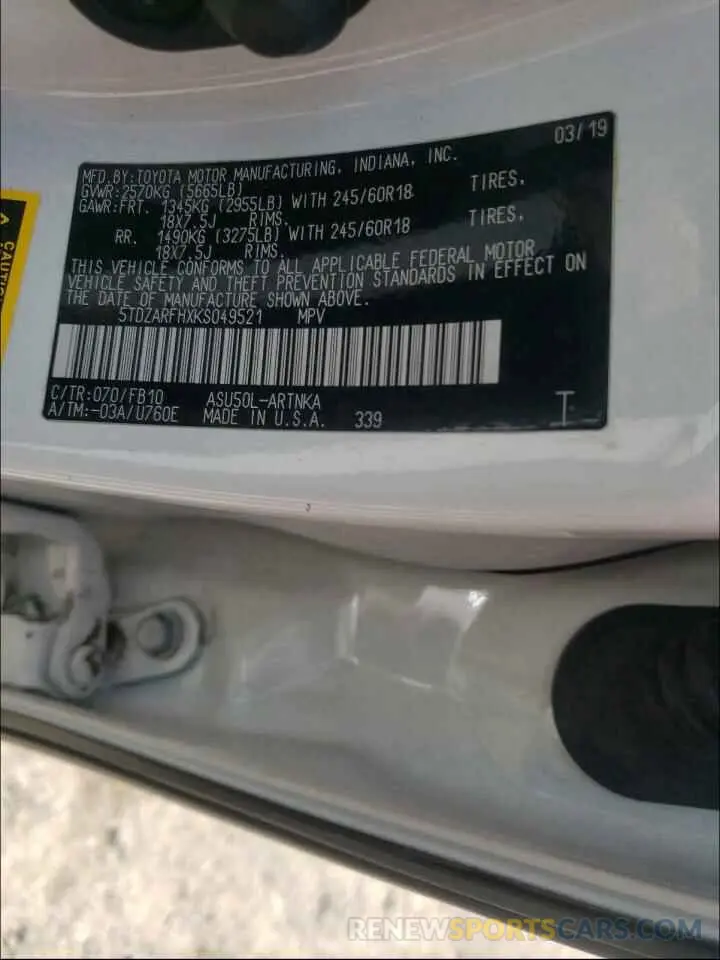 03/19
MFD.BY:TOYOTA MOTOR MANUFACTURING, INDIANA, INC.
GVWR:2570KG (5665LB)
GAWR:FRT. 1345KG (2955LB) WITH 245/60R18 TIRES,
18X7.5J RIMS.
RR. 1490KG (3275LB) WITH 245/60R18 TIRES,
18X7.5J RIMS.
THIS VEHICLE CONFORMS TO ALL APPLICABLE FEDERAL MOTOR
VEHICLE SAFETY AND THEFT PREVENTION STANDARDS IN EFFECT ON
THE DATE OF MANUFACTURE SHOWN ABOVE.
5TDZARFHXKS049521 MPV
C/TR:070/FB10 ASU50L-ARTNKA
A/TM:-03A/U760E MADE IN U.S.A. 339
CAUTIO
RENEWSPORTSCARS.COM